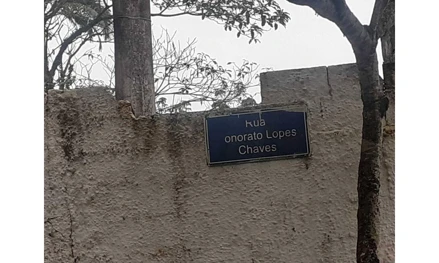 Rua
onorato Lopes
Chaves